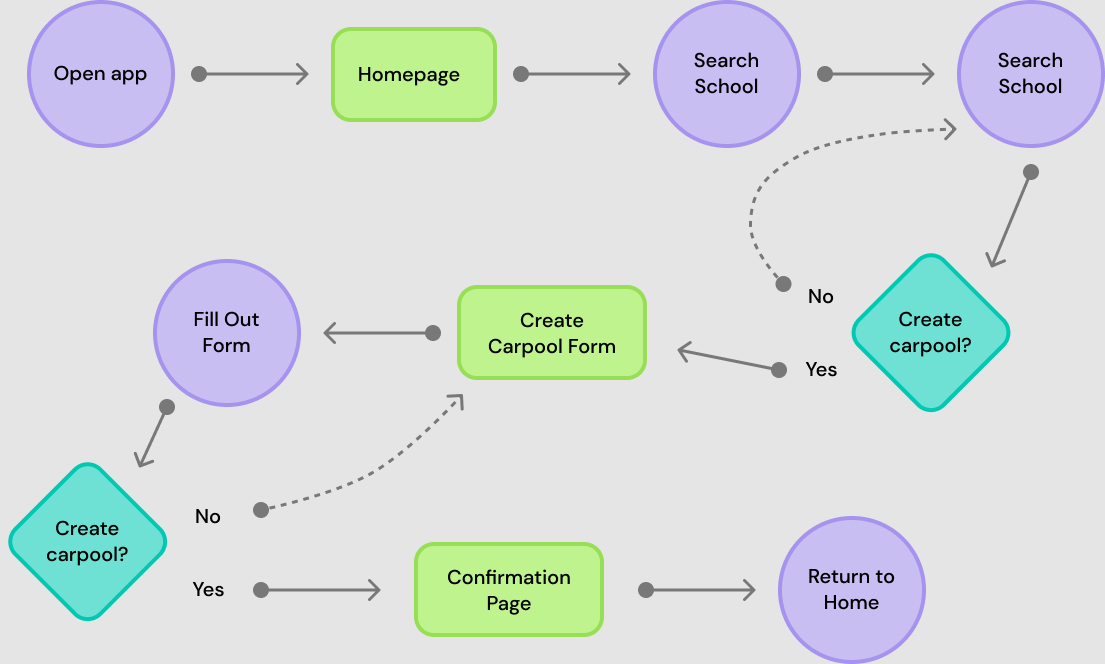 Open app
Homepage
Search
School
Search
School
No
Yes
Create
carpool?
Create
Carpool Form
Fill Out
Form
Create
carpool?
No
Yes
Confirmation
Page
Return to
Home